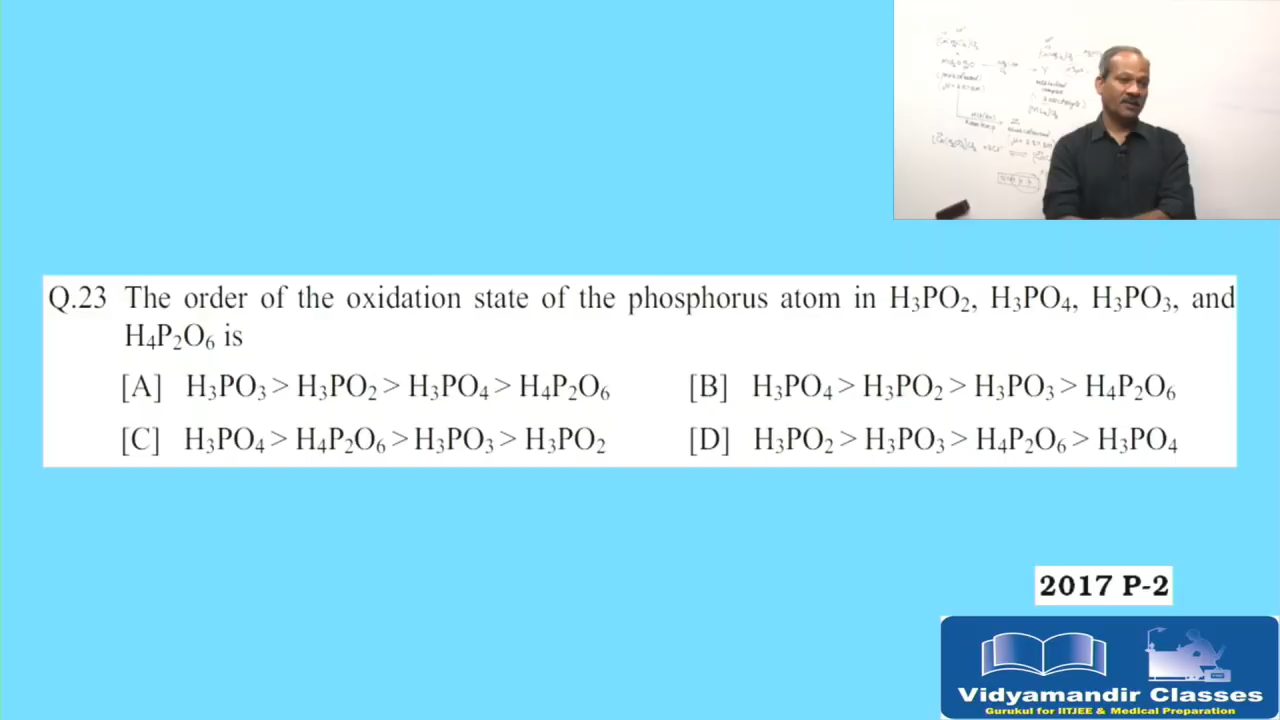 Q.23 The order of the oxidation state of the phosphorus atom in H₃PO₂, H₃PO₄, H₃PO₃, and
H₄P₂O₆ is
[A] H₃PO₃ > H₃PO₂ > H₃PO₄ > H₄P₂O₆ [B] H₃PO₄ > H₃PO₂ > H₃PO₃ > H₄P₂O₆
[C] H₃PO₄ > H₄P₂O₆ > H₃PO₃ > H₃PO₂ [D] H₃PO₂ > H₃PO₃ > H₄P₂O₆ > H₃PO₄
2017 P-2
Vidyamandir Classes
Gurukul for IITJEE & Medical Preparation